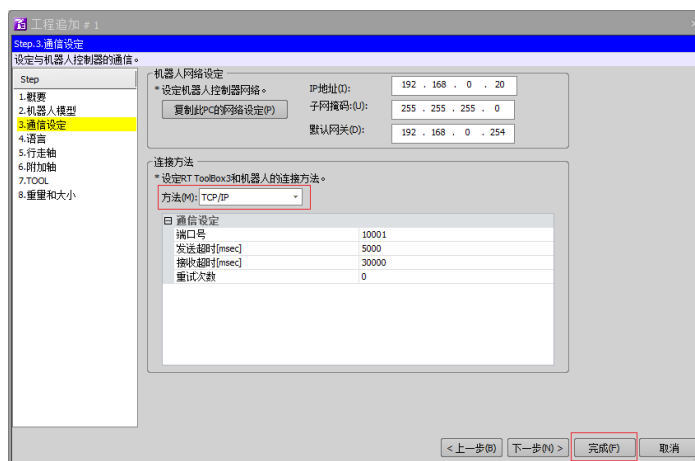 工程追加 # 1
Step.3.通信设定
设定与机器人控制器的通信。
Step
1.概要
2.机器人模型
3.通信设定
4.语言
5.行走轴
6.附加轴
7.TOOL
8.重量和大小
机器人网络设定
*设定机器人控制器网络。
复制此PC的网络设定(P)
IP地址(I):
192 . 168 . 0 . 20
子网掩码:(U):
255 . 255 . 255 . 0
默认网关(D):
192 . 168 . 0 . 254
连接方法
*设定RT ToolBox3和机器人的连接方法。
方法(M): TCP/IP
通信设定
端口号 10001
发送超时[msec] 5000
接收超时[msec] 30000
重试次数 0
<上一步(B) 下一步(N) > 完成(F) 取消